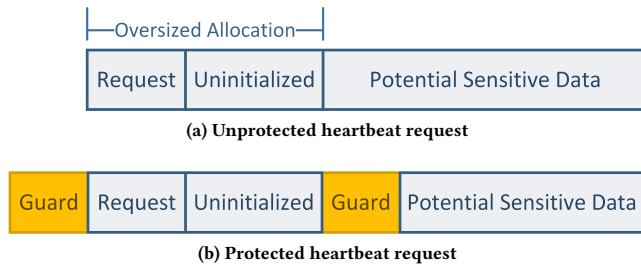 Oversized Allocation
Request Uninitialized Potential Sensitive Data
(a) Unprotected heartbeat request
Guard Request Uninitialized Guard Potential Sensitive Data
(b) Protected heartbeat request